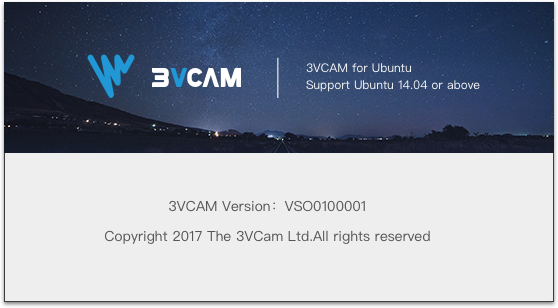 3VCAM
3VCAM for Ubuntu
Support Ubuntu 14.04 or above
3VCAM Version：VSO0100001
Copyright 2017 The 3VCam Ltd.All rights reserved